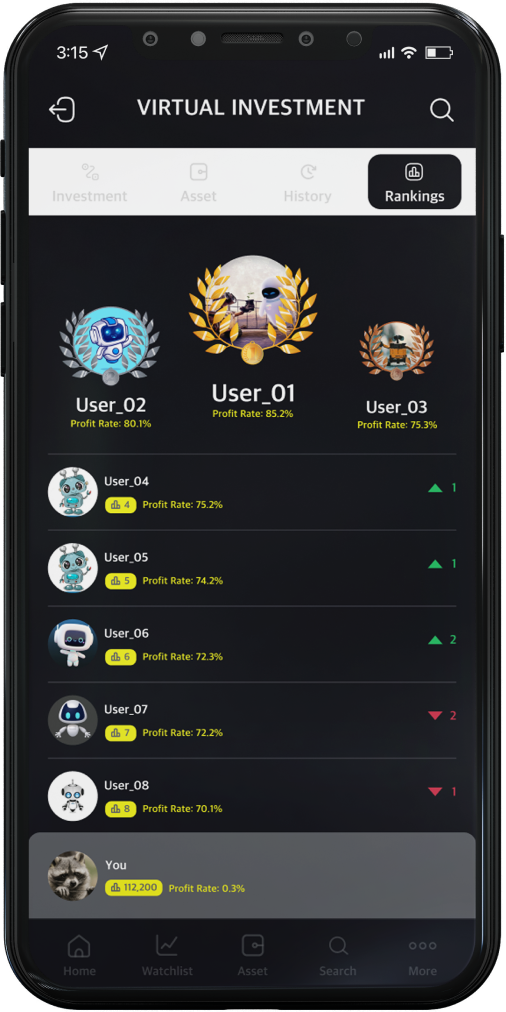 3:15
VIRTUAL INVESTMENT
Investment
Asset
History
Rankings
User_01
Profit Rate: 85.2%
User_02
Profit Rate: 80.1%
User_03
Profit Rate: 75.3%
User_04
4 Profit Rate: 75.2%
1
User_05
5 Profit Rate: 74.2%
1
User_06
6 Profit Rate: 72.3%
2
User_07
7 Profit Rate: 72.2%
2
User_08
8 Profit Rate: 70.1%
1
You
112,200 Profit Rate: 0.3%
Home
Watchlist
Asset
Search
More